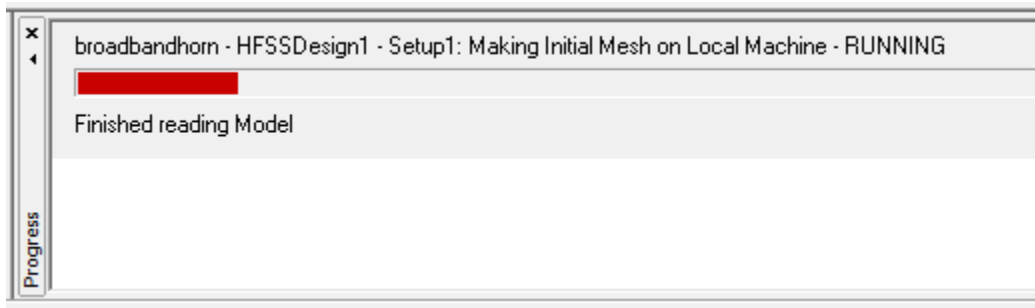 broadbandhorn - HFSSDesign1 - Setup1: Making Initial Mesh on Local Machine - RUNNING
Finished reading Model
Progress